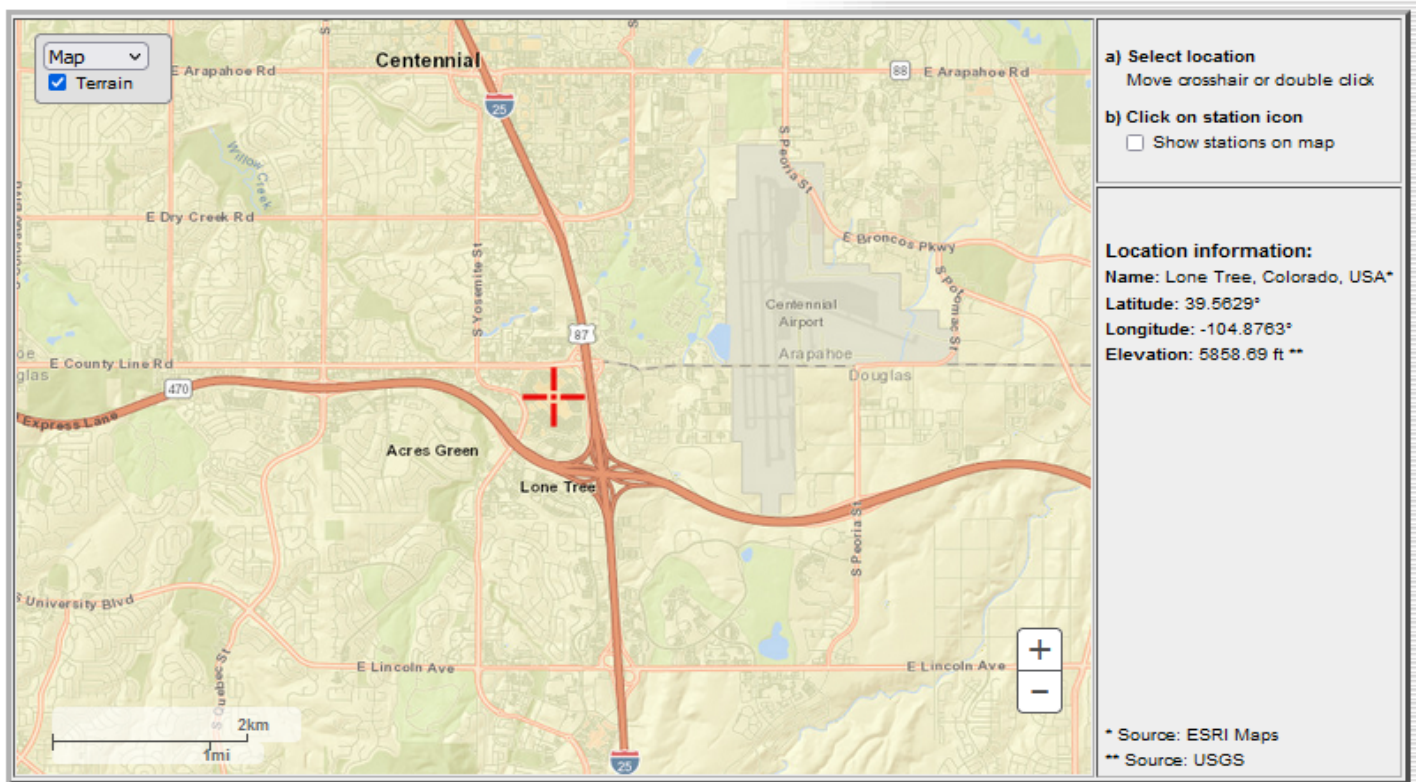 Map
Terrain
Centennial
E Arapahoe Rd
88
E Arapahoe Rd
25
S Peoria St
Willow Creek
E Dry Creek Rd
S Yosemite St
E Broncos Pkwy
S Potomac St
Centennial
Airport
87
Arapahoe
E County Line Rd
Douglas
470
Express Lane
Acres Green
Lone Tree
S Peoria St
S University Blvd
S Quebec St
E Lincoln Ave
E Lincoln Ave
+
−
2km
1mi
25
a) Select location
Move crosshair or double click
b) Click on station icon
Show stations on map
Location information:
Name: Lone Tree, Colorado, USA*
Latitude: 39.5629°
Longitude: -104.8763°
Elevation: 5858.69 ft **
* Source: ESRI Maps
** Source: USGS